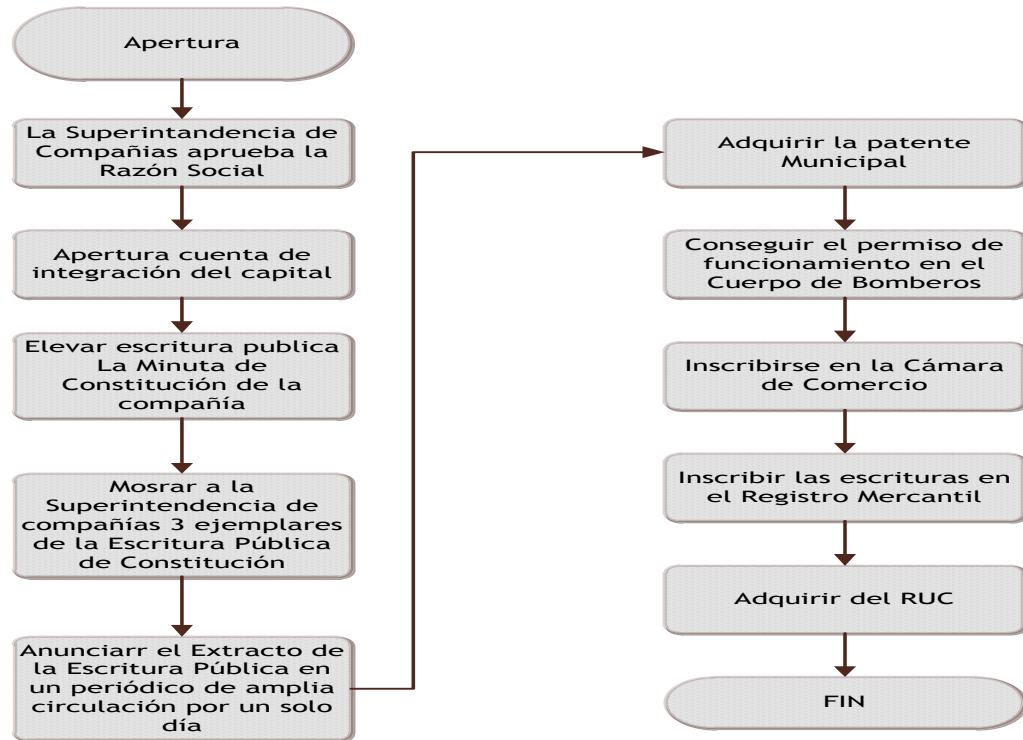 Apertura
La Superintandencia de
Compañias aprueba la
Razón Social
Apertura cuenta de
integración del capital
Elevar escritura publica
La Minuta de
Constitución de la
compañía
Mosrar a la
Superintendencia de
compañías 3 ejemplares
de la Escritura Pública
de Constitución
Anunciarr el Extracto de
la Escritura Pública en
un periódico de amplia
circulación por un solo
día
Adquirir la patente
Municipal
Conseguir el permiso de
funcionamiento en el
Cuerpo de Bomberos
Inscribirse en la Cámara
de Comercio
Inscribir las escrituras en
el Registro Mercantil
Adquirir del RUC
FIN